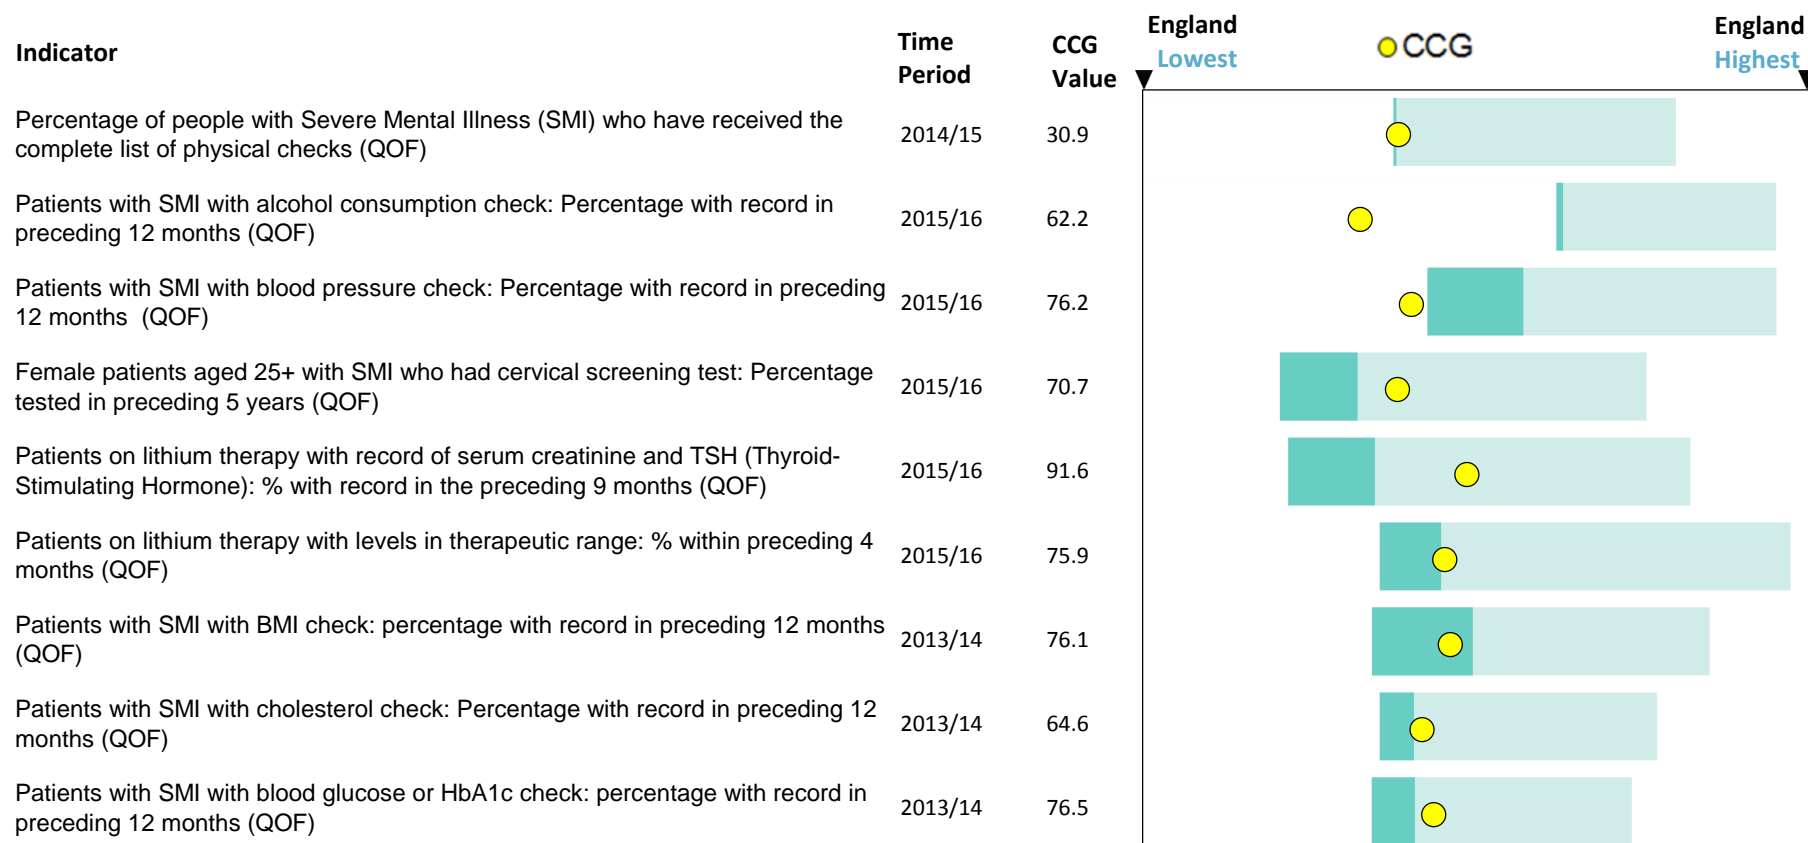 Indicator
Time Period
CCG Value
England Lowest
CCG
England Highest
Percentage of people with Severe Mental Illness (SMI) who have received the
complete list of physical checks (QOF)
2014/15
30.9
Patients with SMI with alcohol consumption check: Percentage with record in
preceding 12 months (QOF)
2015/16
62.2
Patients with SMI with blood pressure check: Percentage with record in preceding
12 months (QOF)
2015/16
76.2
Female patients aged 25+ with SMI who had cervical screening test: Percentage
tested in preceding 5 years (QOF)
2015/16
70.7
Patients on lithium therapy with record of serum creatinine and TSH (Thyroid-
Stimulating Hormone): % with record in the preceding 9 months (QOF)
2015/16
91.6
Patients on lithium therapy with levels in therapeutic range: % within preceding 4
months (QOF)
2015/16
75.9
Patients with SMI with BMI check: percentage with record in preceding 12 months
(QOF)
2013/14
76.1
Patients with SMI with cholesterol check: Percentage with record in preceding 12
months (QOF)
2013/14
64.6
Patients with SMI with blood glucose or HbA1c check: percentage with record in
preceding 12 months (QOF)
2013/14
76.5